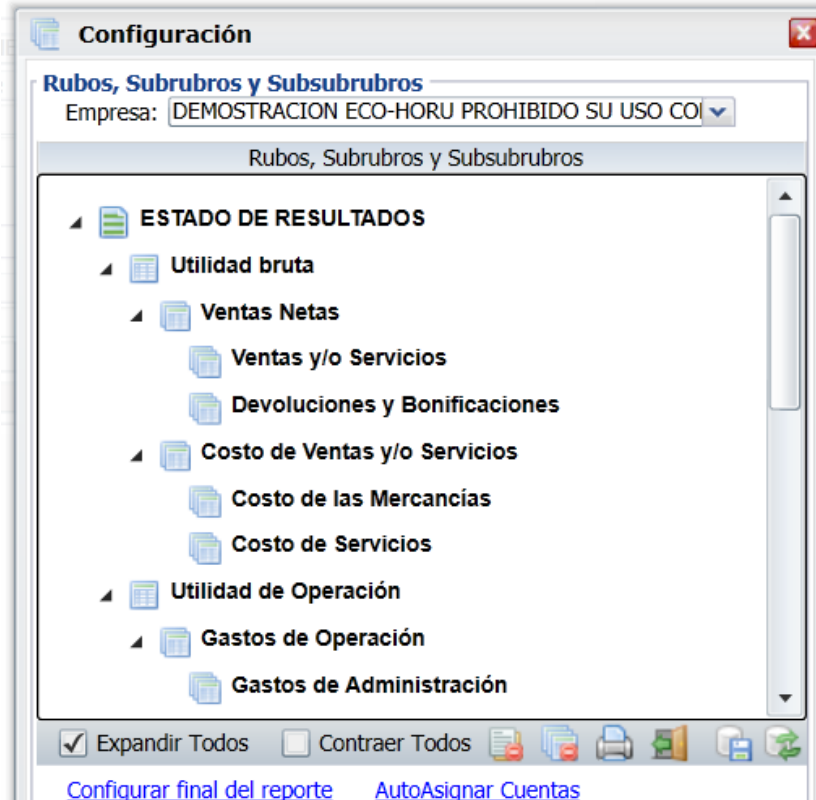 Configuración
Rubos, Subrubros y Subsubrubros
Empresa: DEMOSTRACION ECO-HORU PROHIBIDO SU USO CO
Rubos, Subrubros y Subsubrubros
ESTADO DE RESULTADOS
Utilidad bruta
Ventas Netas
Ventas y/o Servicios
Devoluciones y Bonificaciones
Costo de Ventas y/o Servicios
Costo de las Mercancías
Costo de Servicios
Utilidad de Operación
Gastos de Operación
Gastos de Administración
Expandir Todos Contraer Todos
Configurar final del reporte AutoAsignar Cuentas